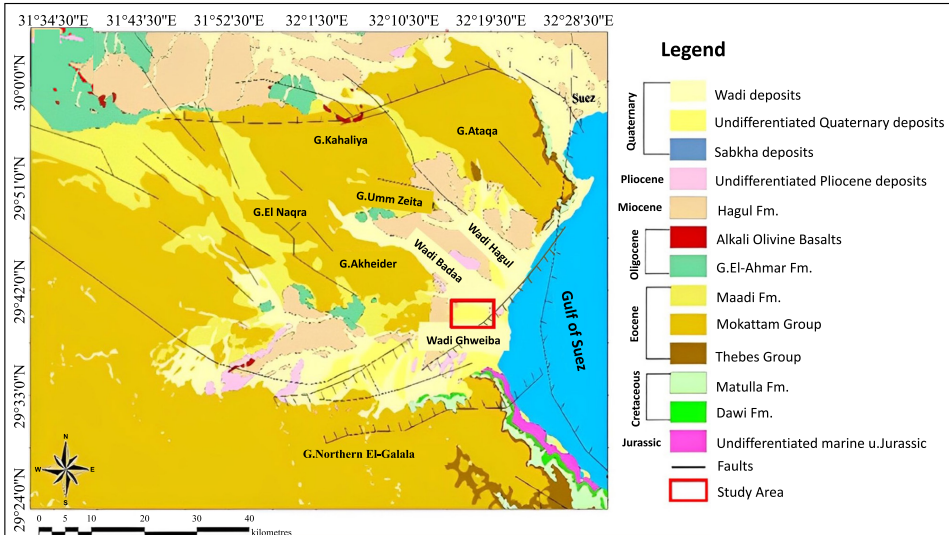 31°34'30"E 31°43'30"E 31°52'30"E 32°1'30"E 32°10'30"E 32°19'30"E 32°28'30"E
30°0'0"N
29°51'0"N
29°42'0"N
29°33'0"N
29°24'0"N
Suez
G.Kahaliya
G.Ataqa
G.Umm Zeita
G.El Naqra
Wadi Hagul
Wadi Badaa
G.Akheider
Gulf of Suez
Wadi Ghweiba
G.Northern El-Galala
N
W E
S
0 5 10 20 30 40
kilometres
Legend
Quaternary
Wadi deposits
Undifferentiated Quaternary deposits
Sabkha deposits
Pliocene
Undifferentiated Pliocene deposits
Miocene
Hagul Fm.
Oligocene
Alkali Olivine Basalts
G.El-Ahmar Fm.
Eocene
Maadi Fm.
Mokattam Group
Thebes Group
Cretaceous
Matulla Fm.
Dawi Fm.
Jurassic
Undifferentiated marine u.Jurassic
Faults
Study Area